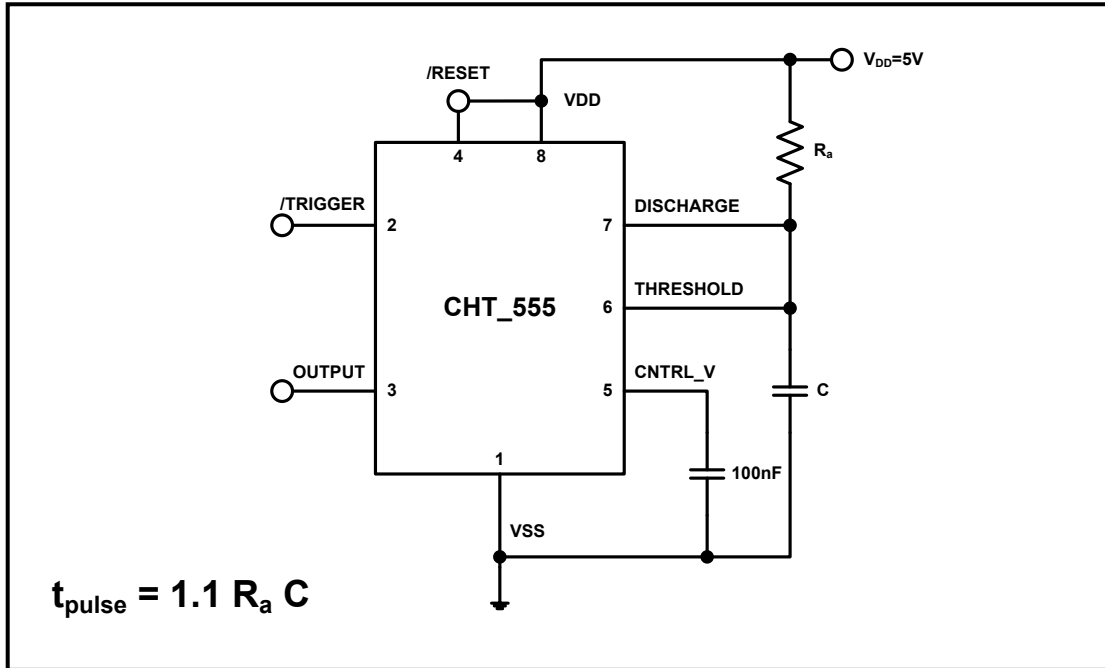 V_DD=5V
/RESET
VDD
4
8
R_a
/TRIGGER
DISCHARGE
2
7
THRESHOLD
CHT_555
6
OUTPUT
CNTRL_V
3
5
C
1
100nF
VSS
t_pulse = 1.1 R_a C